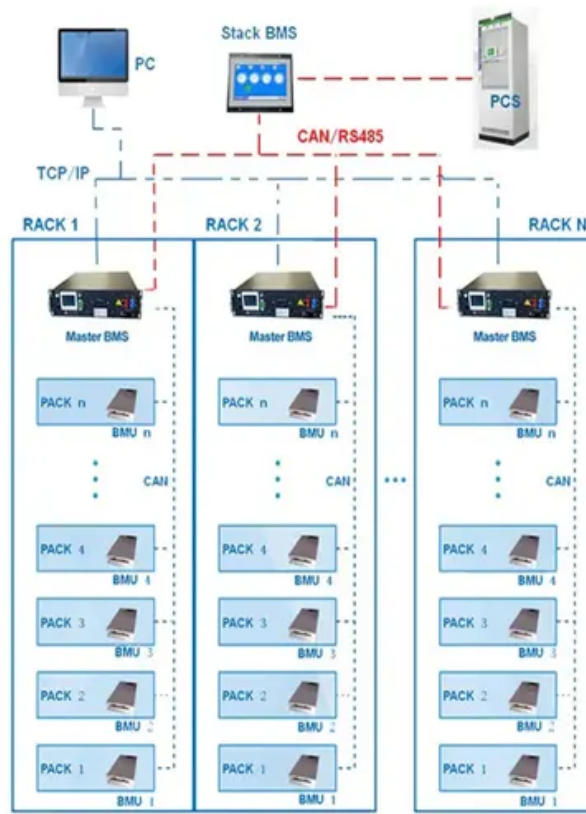 Stack BMS
PC
PCS
CAN/RS485
TCP/IP
RACK 1
RACK 2
RACK N
Master BMS
Master BMS
Master BMS
PACK n
BMU n
PACK n
BMU n
PACK n
BMU n
CAN
CAN
CAN
PACK 4
BMU 4
PACK 4
BMU 4
PACK 4
BMU 4
PACK 3
BMU 3
PACK 3
BMU 3
PACK 3
BMU 3
PACK 2
BMU 2
PACK 2
BMU 2
PACK 2
BMU 2
PACK 1
BMU 1
PACK 1
BMU 1
PACK 1
BMU 1